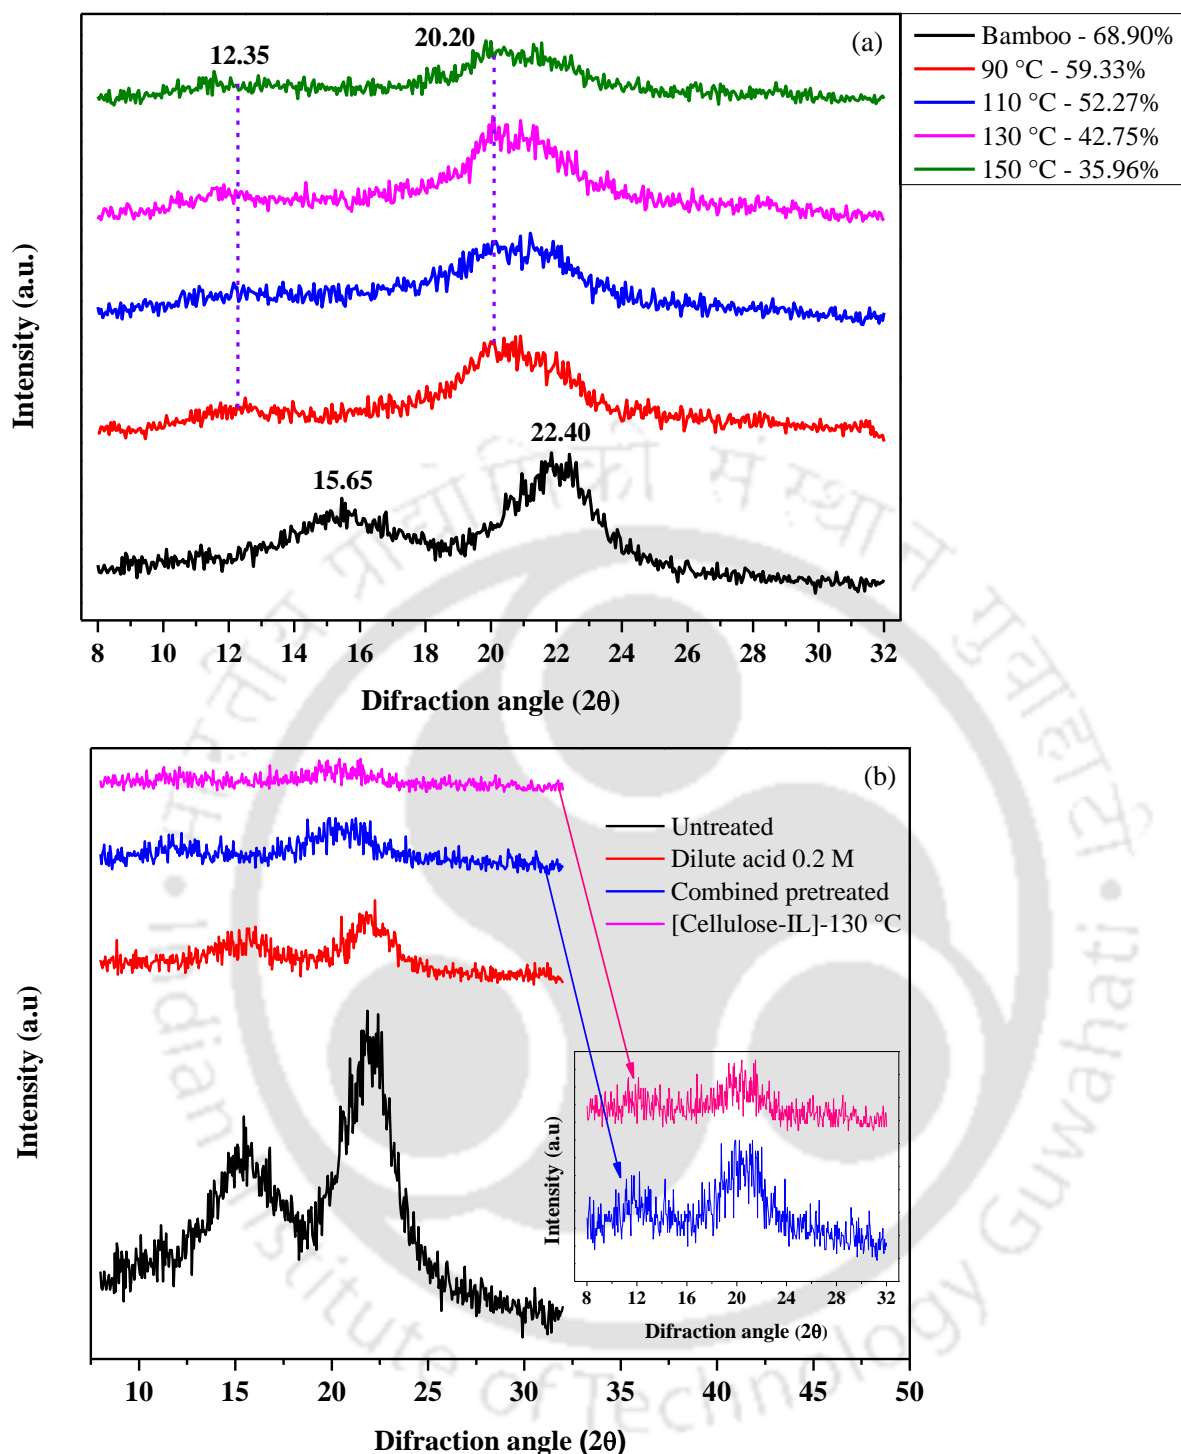 (a)
12.35
20.20
15.65
22.40
Bamboo - 68.90%
90 °C - 59.33%
110 °C - 52.27%
130 °C - 42.75%
150 °C - 35.96%
Intensity (a.u.)
8 10 12 14 16 18 20 22 24 26 28 30 32
Difraction angle (2θ)
(b)
Untreated
Dilute acid 0.2 M
Combined pretreated
[Cellulose-IL]-130 °C
Intensity (a.u)
Intensity (a.u)
8 12 16 20 24 28 32
Difraction angle (2θ)
10 15 20 25 30 35 40 45 50
Difraction angle (2θ)
Indian Institute of Technology Guwahati